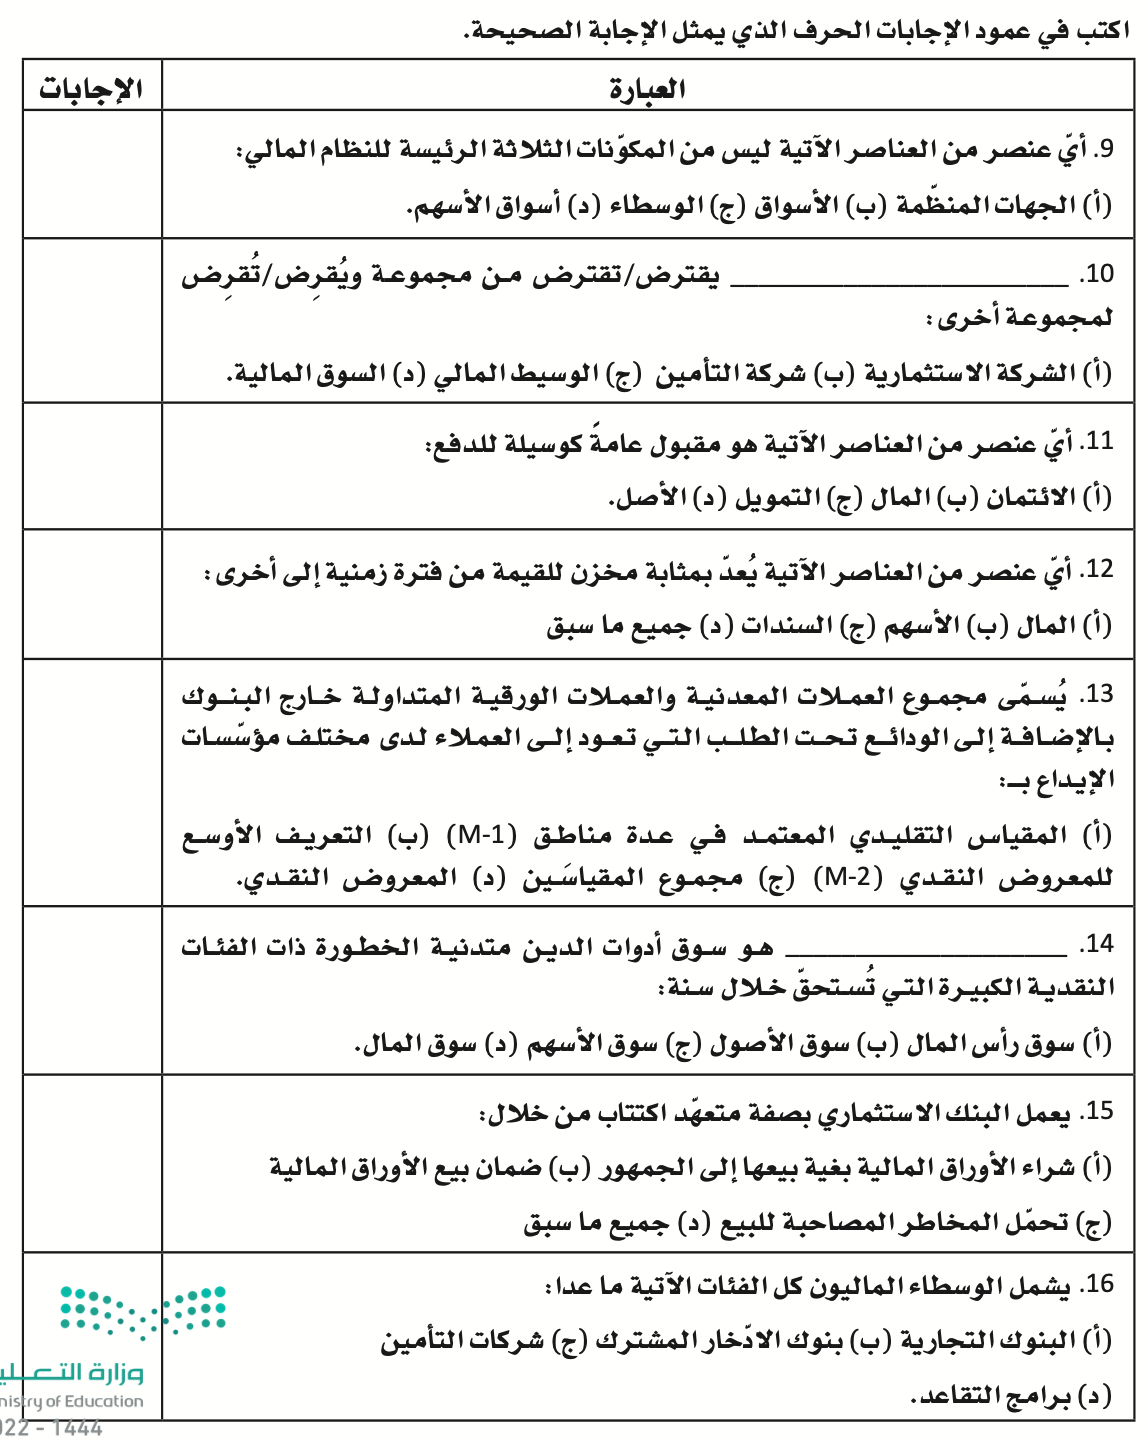 اكتب في عمود الإجابات الحرف الذي يمثل الإجابة الصحيحة.
العبارة
الإجابات
9. أيّ عنصر من العناصر الآتية ليس من المكوّنات الثلاثة الرئيسة للنظام المالي:
(أ) الجهات المنظّمة (ب) الأسواق (ج) الوسطاء (د) أسواق الأسهم.
10. ________________________ يقترض/تقترض من مجموعة ويُقرِض/تُقرِض
لمجموعة أخرى:
(أ) الشركة الاستثمارية (ب) شركة التأمين (ج) الوسيط المالي (د) السوق المالية.
11. أيّ عنصر من العناصر الآتية هو مقبول عامةً كوسيلة للدفع:
(أ) الائتمان (ب) المال (ج) التمويل (د) الأصل.
12. أيّ عنصر من العناصر الآتية يُعدّ بمثابة مخزن للقيمة من فترة زمنية إلى أخرى:
(أ) المال (ب) الأسهم (ج) السندات (د) جميع ما سبق
13. يُسمّى مجموع العملات المعدنية والعملات الورقية المتداولة خارج البنوك
بالإضافة إلى الودائع تحت الطلب التي تعود إلى العملاء لدى مختلف مؤسّسات
الإيداع بـ:
(أ) المقياس التقليدي المعتمد في عدة مناطق (M-1) (ب) التعريف الأوسع
للمعروض النقدي (M-2) (ج) مجموع المقياسَين (د) المعروض النقدي.
14. ____________________ هو سوق أدوات الدين متدنية الخطورة ذات الفئات
النقدية الكبيرة التي تُستحقّ خلال سنة:
(أ) سوق رأس المال (ب) سوق الأصول (ج) سوق الأسهم (د) سوق المال.
15. يعمل البنك الاستثماري بصفة متعهّد اكتتاب من خلال:
(أ) شراء الأوراق المالية بغية بيعها إلى الجمهور (ب) ضمان بيع الأوراق المالية
(ج) تحمّل المخاطر المصاحبة للبيع (د) جميع ما سبق
16. يشمل الوسطاء الماليون كل الفئات الآتية ما عدا:
(أ) البنوك التجارية (ب) بنوك الادّخار المشترك (ج) شركات التأمين
(د) برامج التقاعد.
وزارة التعـلي
nistry of Education
022 - 1444